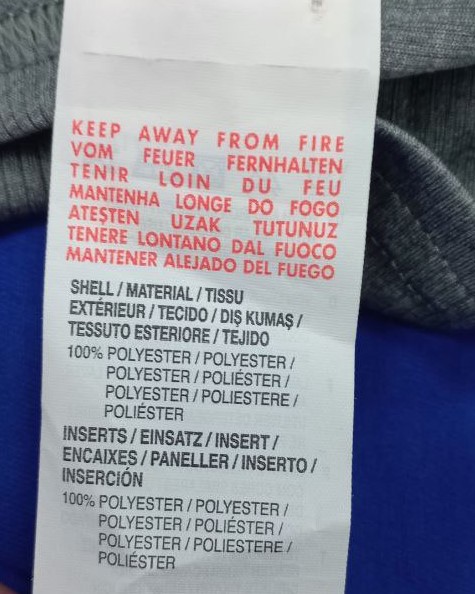 KEEP AWAY FROM FIRE
VOM FEUER FERNHALTEN
TENIR LOIN DU FEU
MANTENHA LONGE DO FOGO
ATEŞTEN UZAK TUTUNUZ
TENERE LONTANO DAL FUOCO
MANTENER ALEJADO DEL FUEGO
SHELL / MATERIAL / TISSU
EXTÉRIEUR / TECIDO / DIŞ KUMAŞ /
TESSUTO ESTERIORE / TEJIDO
100% POLYESTER / POLYESTER /
POLYESTER / POLIÉSTER /
POLYESTER / POLIESTERE /
POLIÉSTER
INSERTS / EINSATZ / INSERT /
ENCAIXES / PANELLER / INSERTO /
INSERCIÓN
100% POLYESTER / POLYESTER /
POLYESTER / POLIÉSTER /
POLYESTER / POLIESTERE /
POLIÉSTER